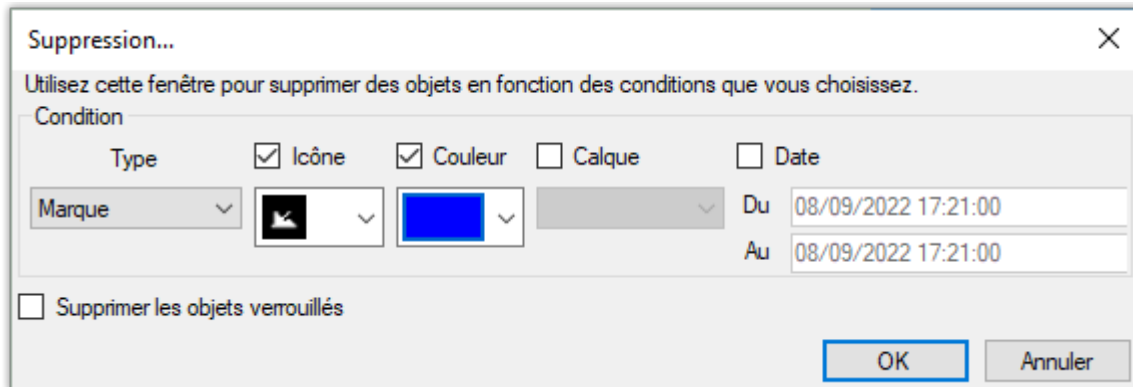 Suppression...
Utilisez cette fenêtre pour supprimer des objets en fonction des conditions que vous choisissez.
Condition
Type Icône Couleur Calque Date
Marque Du 08/09/2022 17:21:00
Au 08/09/2022 17:21:00
Supprimer les objets verrouillés
OK Annuler